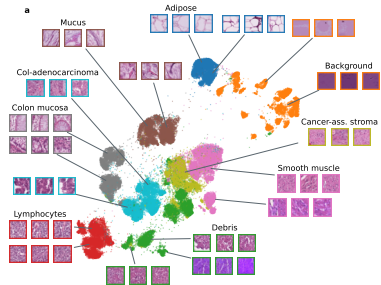 a
Adipose
Mucus
Background
Col-adenocarcinoma
Colon mucosa
Cancer-ass. stroma
Smooth muscle
Lymphocytes
Debris